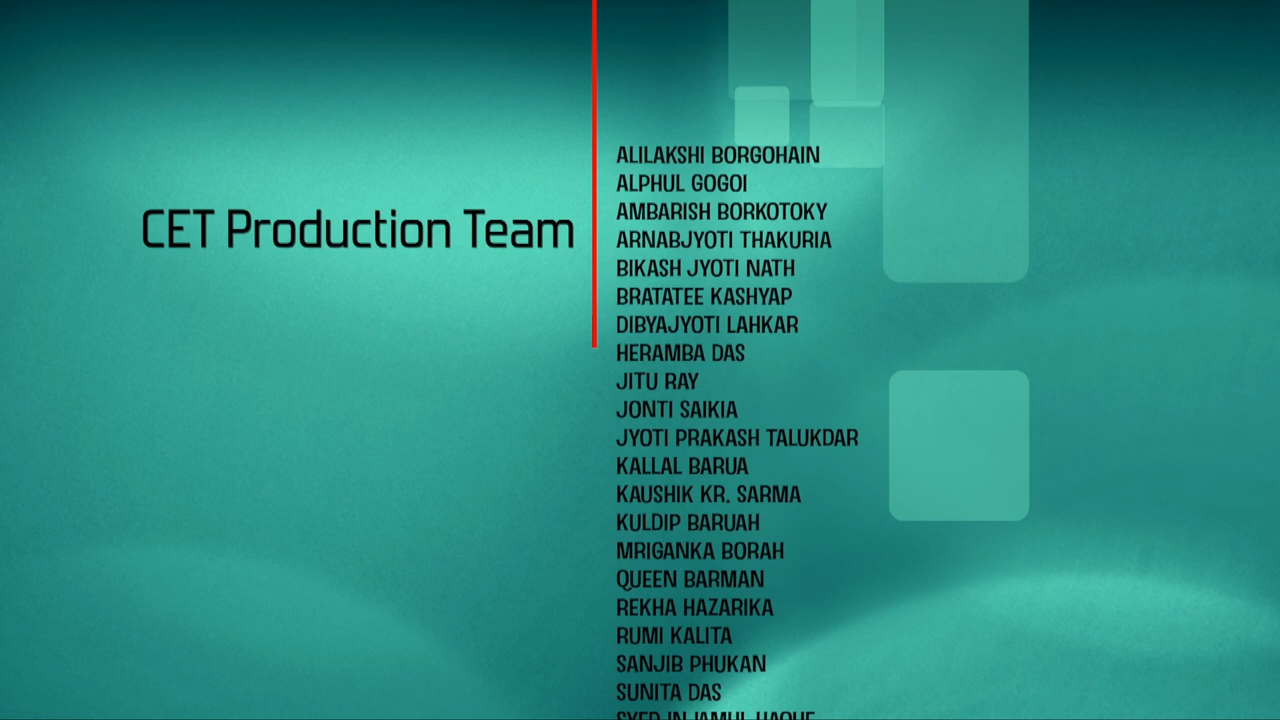 CET Production Team
ALILAKSHI BORGOHAIN
ALPHUL GOGOI
AMBARISH BORKOTOKY
ARNABJYOTI THAKURIA
BIKASH JYOTI NATH
BRATATEE KASHYAP
DIBYAJYOTI LAHKAR
HERAMBA DAS
JITU RAY
JONTI SAIKIA
JYOTI PRAKASH TALUKDAR
KALLAL BARUA
KAUSHIK KR. SARMA
KULDIP BARUAH
MRIGANKA BORAH
QUEEN BARMAN
REKHA HAZARIKA
RUMI KALITA
SANJIB PHUKAN
SUNITA DAS